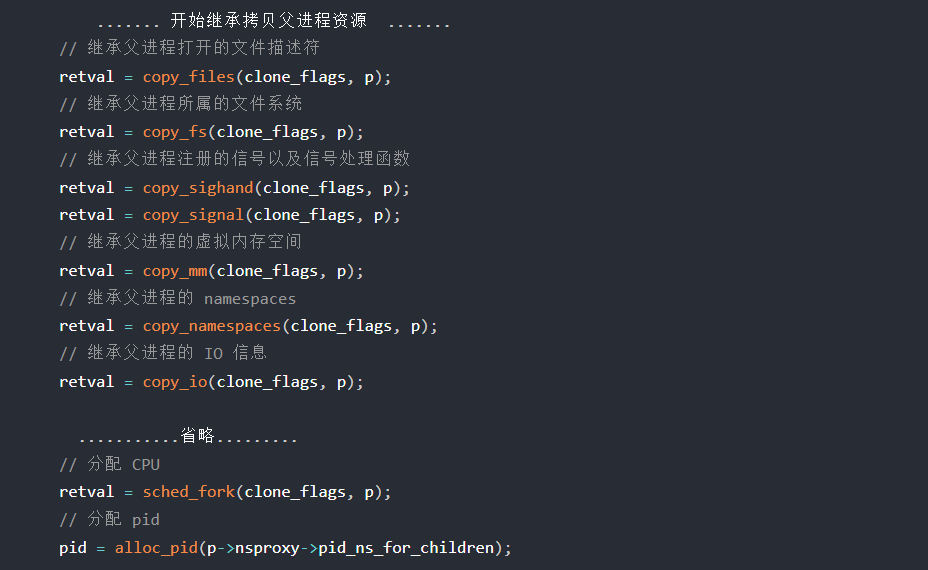 ....... 开始继承拷贝父进程资源 .......
// 继承父进程打开的文件描述符
retval = copy_files(clone_flags, p);
// 继承父进程所属的文件系统
retval = copy_fs(clone_flags, p);
// 继承父进程注册的信号以及信号处理函数
retval = copy_sighand(clone_flags, p);
retval = copy_signal(clone_flags, p);
// 继承父进程的虚拟内存空间
retval = copy_mm(clone_flags, p);
// 继承父进程的 namespaces
retval = copy_namespaces(clone_flags, p);
// 继承父进程的 IO 信息
retval = copy_io(clone_flags, p);
...........省略.........
// 分配 CPU
retval = sched_fork(clone_flags, p);
// 分配 pid
pid = alloc_pid(p->nsproxy->pid_ns_for_children);